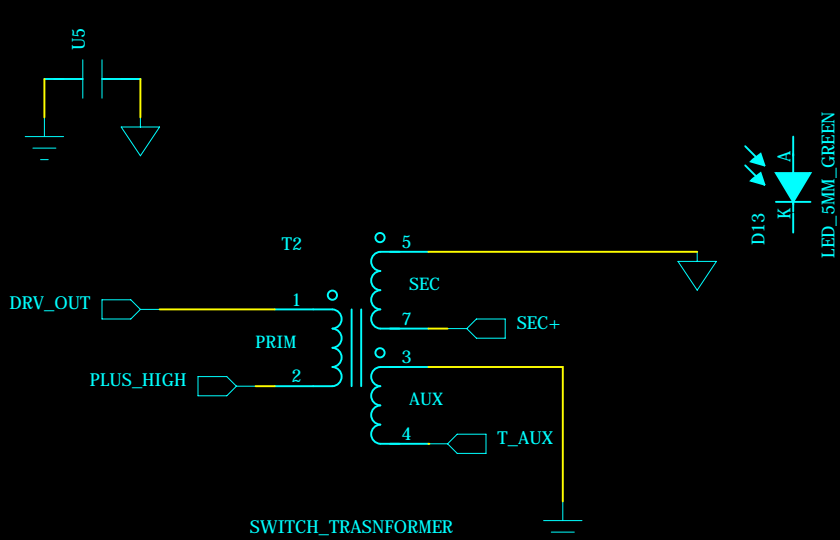 U5
A
K
D13
LED_5MM_GREEN
T2
5
SEC
DRV_OUT
1
7
SEC+
PRIM
3
PLUS_HIGH
2
AUX
4
T_AUX
SWITCH_TRASNFORMER